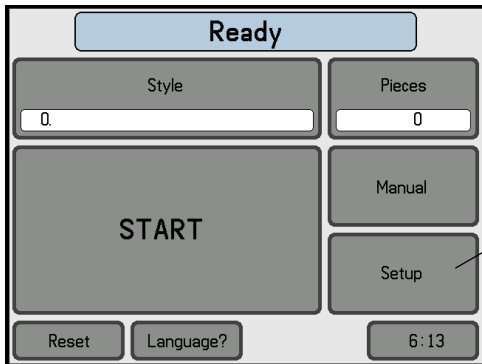 Ready
Style
Pieces
0.
0
START
Manual
Setup
Reset
Language?
6:13